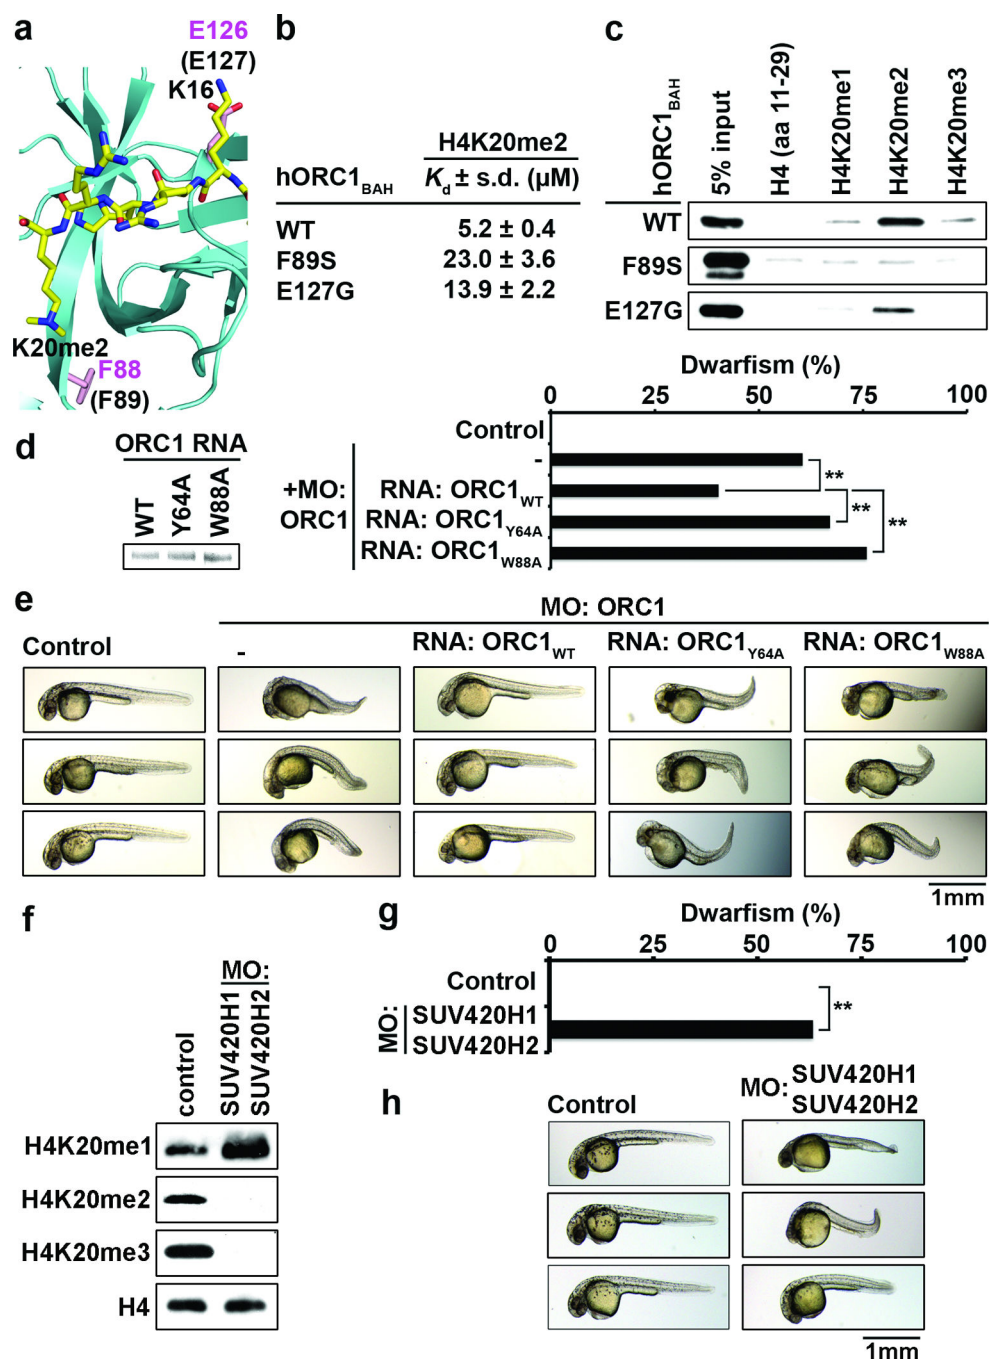 a
E126
(E127)
K16
K20me2
F88
(F89)
b
H4K20me2
hORC1BAH Kd ± s.d. (µM)
WT 5.2 ± 0.4
F89S 23.0 ± 3.6
E127G 13.9 ± 2.2
c
hORC1BAH
5% input
H4 (aa 11-29)
H4K20me1
H4K20me2
H4K20me3
WT
F89S
E127G
d
ORC1 RNA
WT
Y64A
W88A
Dwarfism (%)
0 25 50 75 100
Control
-
+MO:
ORC1
RNA: ORC1WT
RNA: ORC1Y64A
RNA: ORC1W88A
**
**
**
e
MO: ORC1
Control
-
RNA: ORC1WT
RNA: ORC1Y64A
RNA: ORC1W88A
1mm
f
MO:
control
SUV420H1
SUV420H2
H4K20me1
H4K20me2
H4K20me3
H4
g
Dwarfism (%)
0 25 50 75 100
Control
MO:
SUV420H1
SUV420H2
**
h
Control
MO: SUV420H1
SUV420H2
1mm